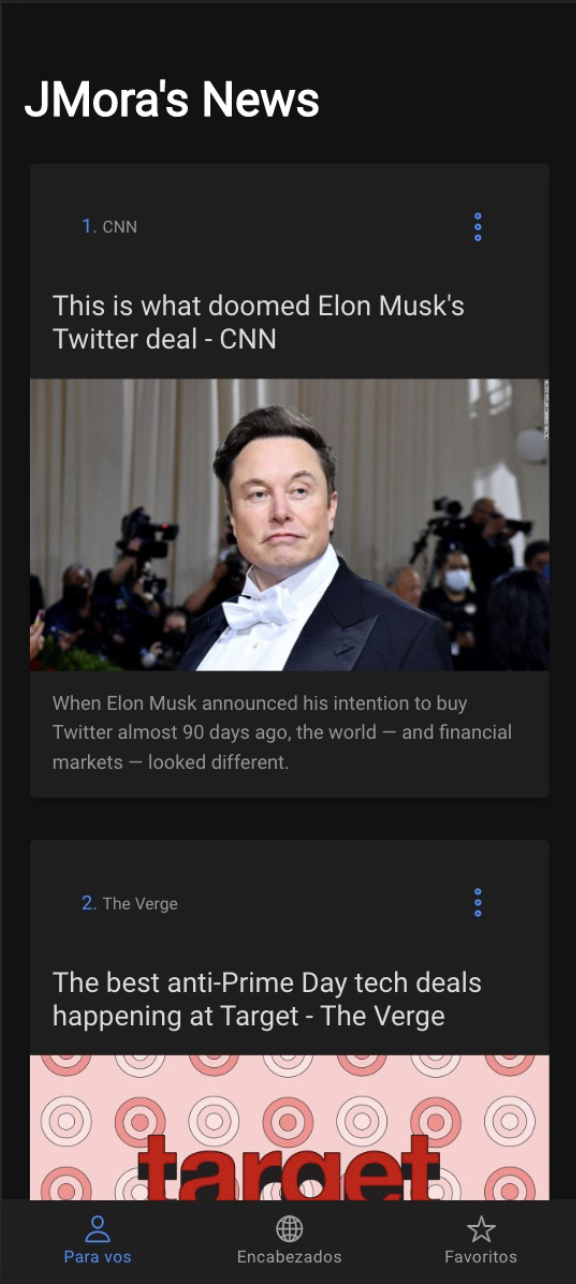 JMora's News
1. CNN
This is what doomed Elon Musk's
Twitter deal - CNN
When Elon Musk announced his intention to buy
Twitter almost 90 days ago, the world — and financial
markets — looked different.
2. The Verge
The best anti-Prime Day tech deals
happening at Target - The Verge
target
Para vos
Encabezados
Favoritos